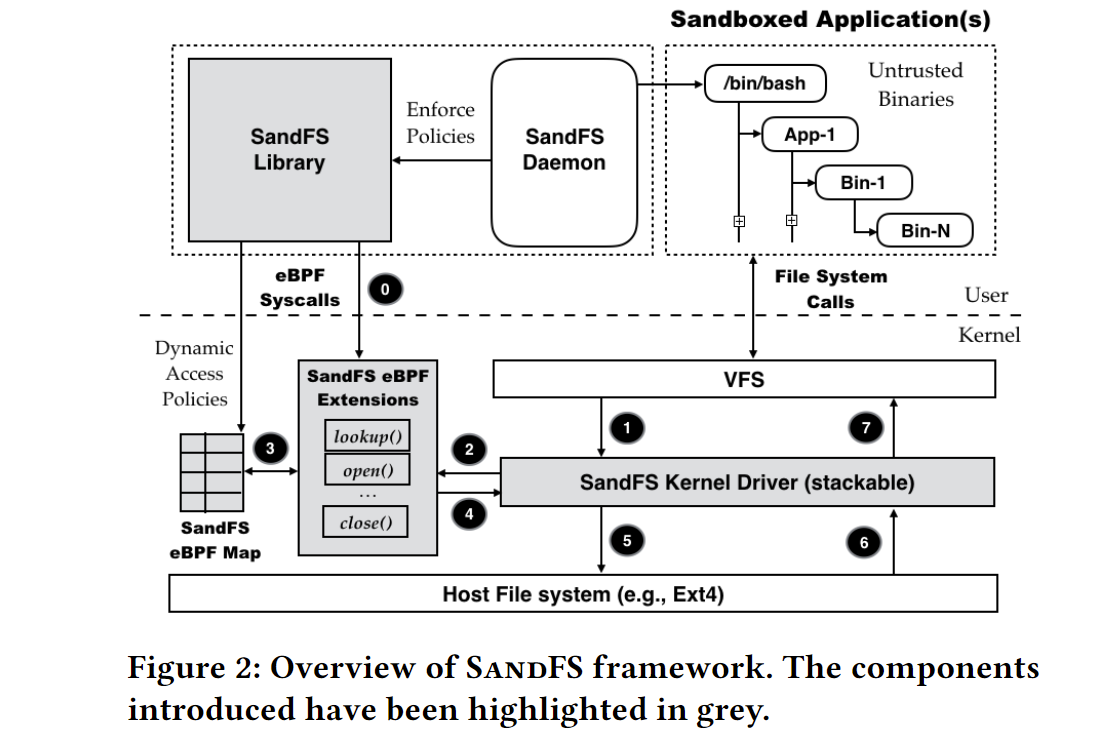 Sandboxed Application(s)
SandFS
Library
Enforce
Policies
SandFS
Daemon
/bin/bash
Untrusted
Binaries
App-1
Bin-1
Bin-N
eBPF
Syscalls
0
File System
Calls
User
Kernel
Dynamic
Access
Policies
SandFS eBPF
Extensions
lookup()
open()
...
close()
VFS
1
7
3
2
4
SandFS Kernel Driver (stackable)
SandFS
eBPF Map
5
6
Host File system (e.g., Ext4)
Figure 2: Overview of SANDFS framework. The components
introduced have been highlighted in grey.